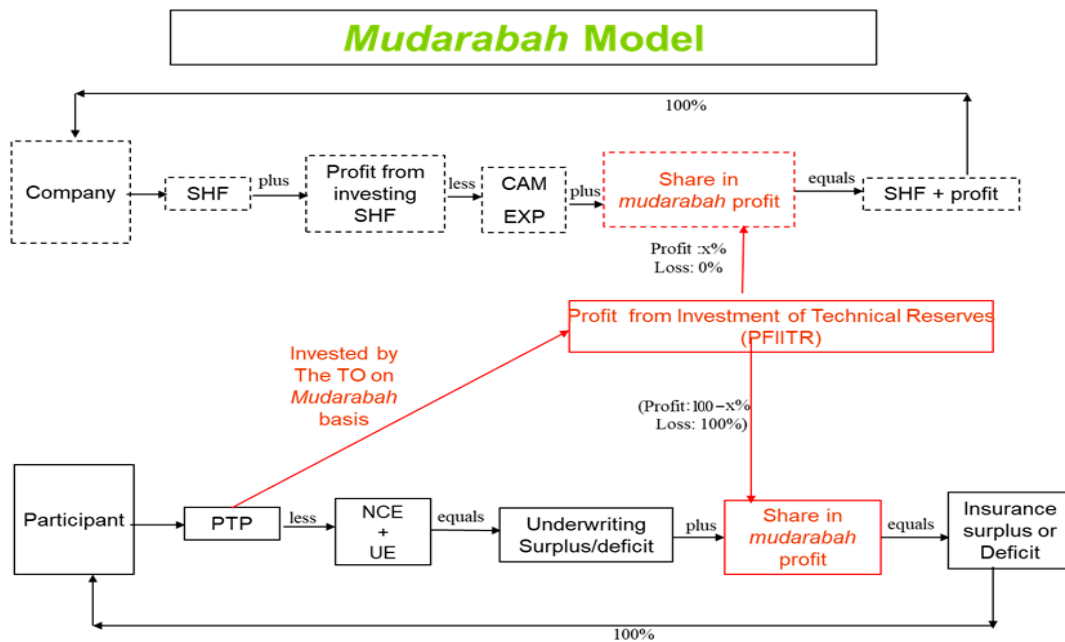 Mudarabah Model
100%
Company
SHF
plus
Profit from
investing
SHF
less
CAM
EXP
plus
Share in
mudarabah profit
equals
SHF + profit
Profit :x%
Loss: 0%
Profit from Investment of Technical Reserves
(PFIITR)
Invested by
The TO on
Mudarabah
basis
(Profit: 100–x%
Loss: 100%)
Participant
PTP
less
NCE
+
UE
equals
Underwriting
Surplus/deficit
plus
Share in
mudarabah
profit
equals
Insurance
surplus or
Deficit
100%